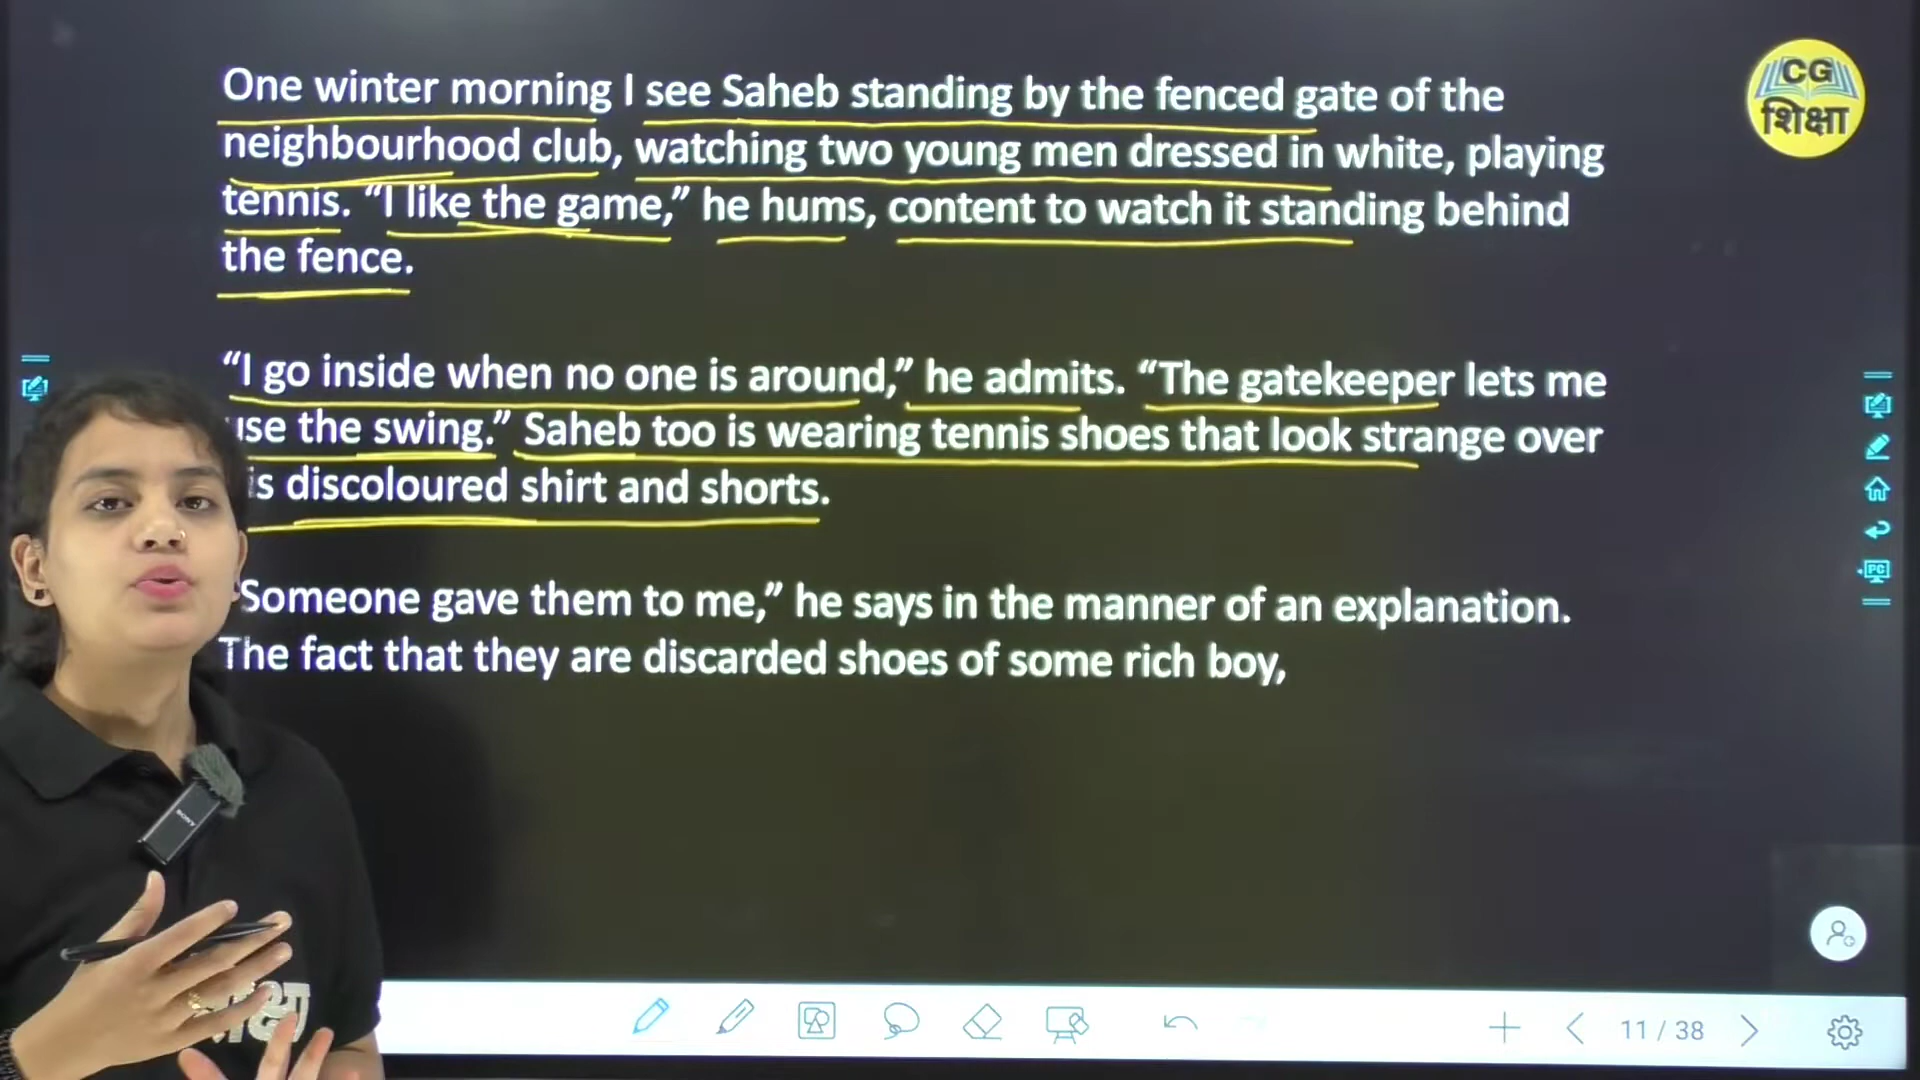 One winter morning I see Saheb standing by the fenced gate of the
neighbourhood club, watching two young men dressed in white, playing
tennis. “I like the game,” he hums, content to watch it standing behind
the fence.
“I go inside when no one is around,” he admits. “The gatekeeper lets me
use the swing.” Saheb too is wearing tennis shoes that look strange over
is discoloured shirt and shorts.
“Someone gave them to me,” he says in the manner of an explanation.
The fact that they are discarded shoes of some rich boy,
CG
शिक्षा
PC
SONY
11 / 38